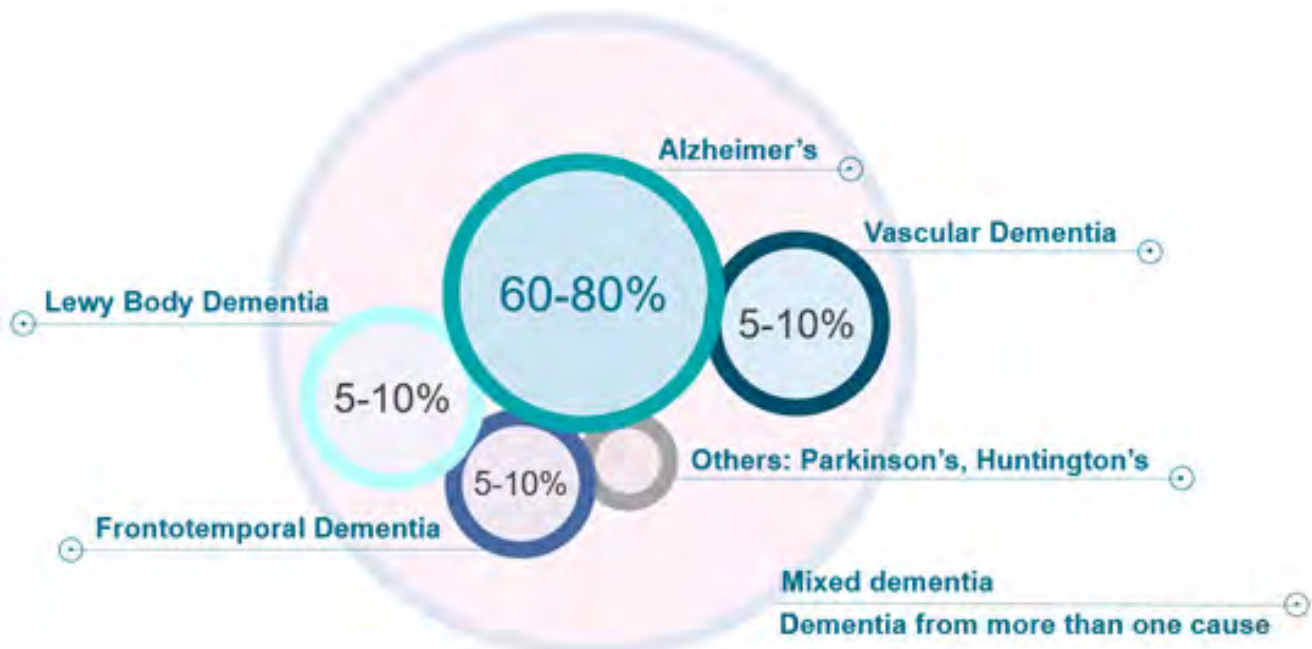 Alzheimer's
Vascular Dementia
60-80%
Lewy Body Dementia
5-10%
5-10%
Others: Parkinson's, Huntington's
5-10%
Frontotemporal Dementia
Mixed dementia
Dementia from more than one cause